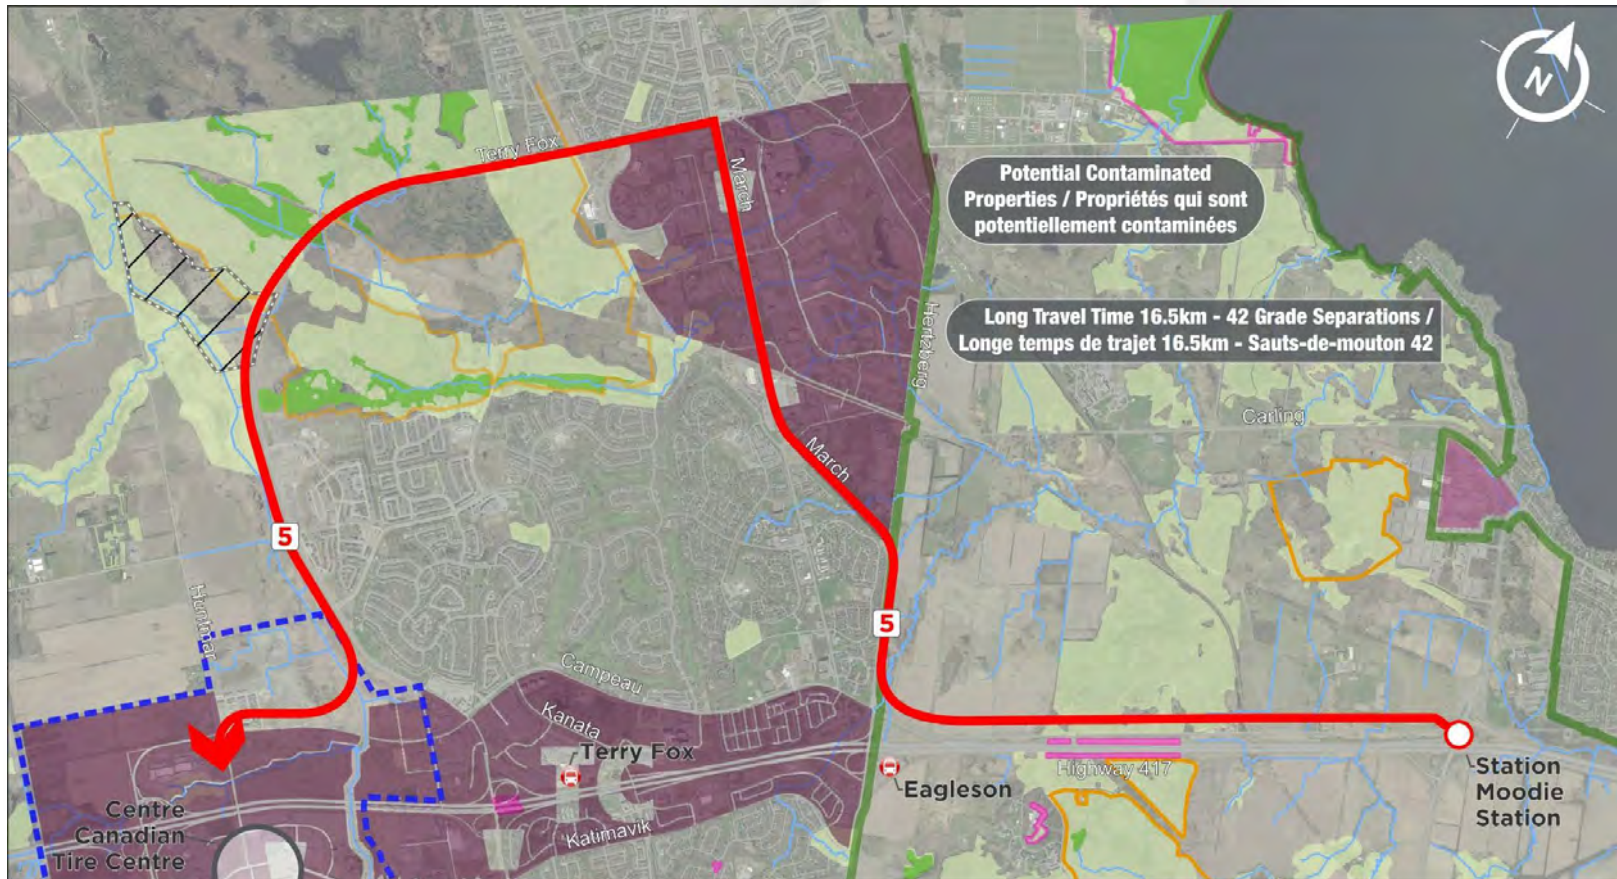 N
Terry Fox
March
Potential Contaminated
Properties / Propriétés qui sont
potentiellement contaminées
Hertzberg
Long Travel Time 16.5km - 42 Grade Separations /
Longe temps de trajet 16.5km - Sauts-de-mouton 42
Carling
March
5
5
Huntmar
Campeau
Kanata
Terry Fox
Eagleson
Highway 417
Station
Moodie
Station
Centre
Canadian
Tire Centre
Katimavik